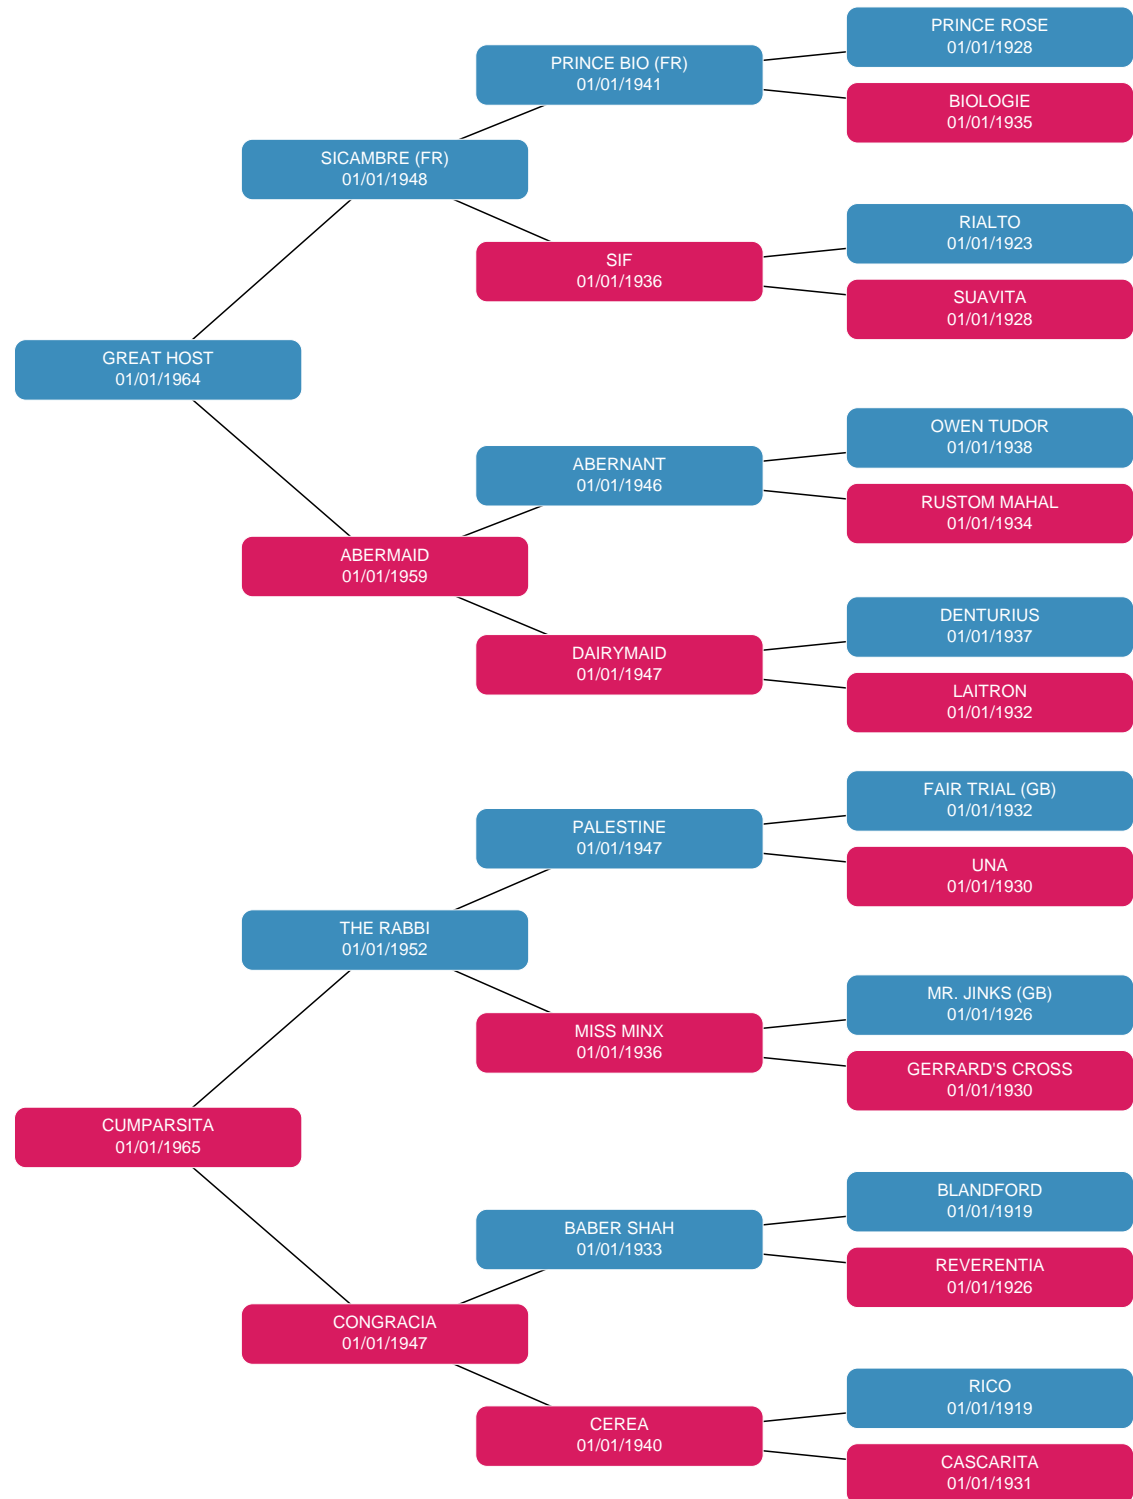 PRINCE ROSE
01/01/1928
PRINCE BIO (FR)
01/01/1941
BIOLOGIE
01/01/1935
SICAMBRE (FR)
01/01/1948
RIALTO
01/01/1923
SIF
01/01/1936
SUAVITA
01/01/1928
GREAT HOST
01/01/1964
OWEN TUDOR
01/01/1938
ABERNANT
01/01/1946
RUSTOM MAHAL
01/01/1934
ABERMAID
01/01/1959
DENTURIUS
01/01/1937
DAIRYMAID
01/01/1947
LAITRON
01/01/1932
FAIR TRIAL (GB)
01/01/1932
PALESTINE
01/01/1947
UNA
01/01/1930
THE RABBI
01/01/1952
MR. JINKS (GB)
01/01/1926
MISS MINX
01/01/1936
GERRARD'S CROSS
01/01/1930
CUMPARSITA
01/01/1965
BLANDFORD
01/01/1919
BABER SHAH
01/01/1933
REVERENTIA
01/01/1926
CONGRACIA
01/01/1947
RICO
01/01/1919
CEREA
01/01/1940
CASCARITA
01/01/1931